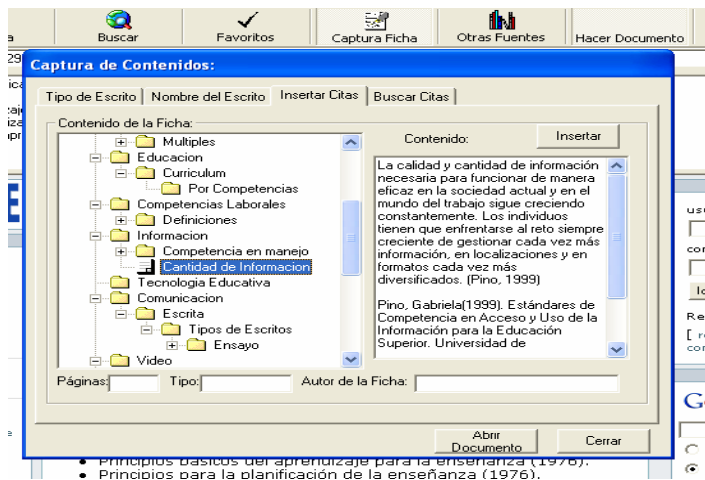 Buscar
Favoritos
Captura Ficha
Otras Fuentes
Hacer Documento
Captura de Contenidos:
Tipo de Escrito
Nombre del Escrito
Insertar Citas
Buscar Citas
Contenido de la Ficha:
Multiples
Educacion
Curriculum
Por Competencias
Competencias Laborales
Definiciones
Informacion
Competencia en manejo
Cantidad de Informacion
Tecnologia Educativa
Comunicacion
Escrita
Tipos de Escritos
Ensayo
Video
Contenido:
Insertar
La calidad y cantidad de información
necesaria para funcionar de manera
eficaz en la sociedad actual y en el
mundo del trabajo sigue creciendo
constantemente. Los individuos
tienen que enfrentarse al reto siempre
creciente de gestionar cada vez más
información, en localizaciones y en
formatos cada vez más
diversificados. (Pino, 1999)
Pino, Gabriela(1999). Estándares de
Competencia en Acceso y Uso de la
Información para la Educación
Superior. Universidad de
Páginas:
Tipo:
Autor de la Ficha:
Abrir
Documento
Cerrar
Principios básicos del aprendizaje para la enseñanza (1976).
Principios para la planificación de la enseñanza (1976).